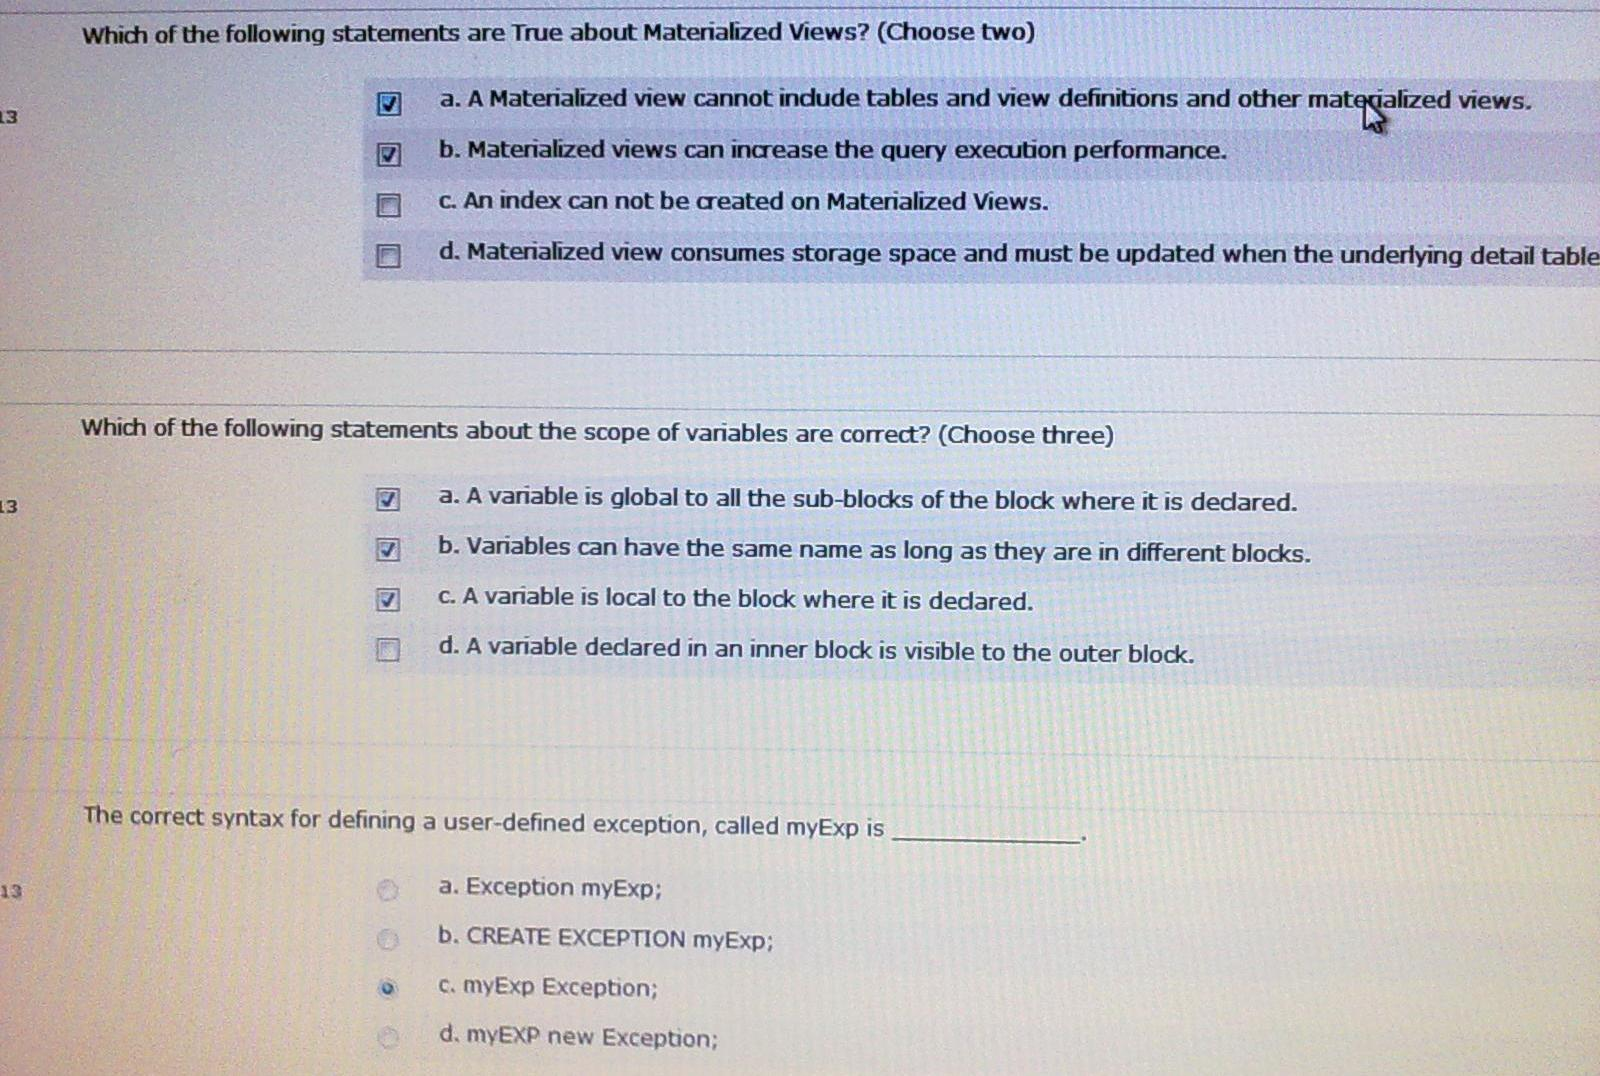 Which of the following statements are True about Materialized Views? (Choose two)
13
a. A Materialized view cannot include tables and view definitions and other materialized views.
b. Materialized views can increase the query execution performance.
c. An index can not be created on Materialized Views.
d. Materialized view consumes storage space and must be updated when the underlying detail table
Which of the following statements about the scope of variables are correct? (Choose three)
13
a. A variable is global to all the sub-blocks of the block where it is declared.
b. Variables can have the same name as long as they are in different blocks.
c. A variable is local to the block where it is declared.
d. A variable declared in an inner block is visible to the outer block.
The correct syntax for defining a user-defined exception, called myExp is ______________.
13
a. Exception myExp;
b. CREATE EXCEPTION myExp;
c. myExp Exception;
d. myEXP new Exception;